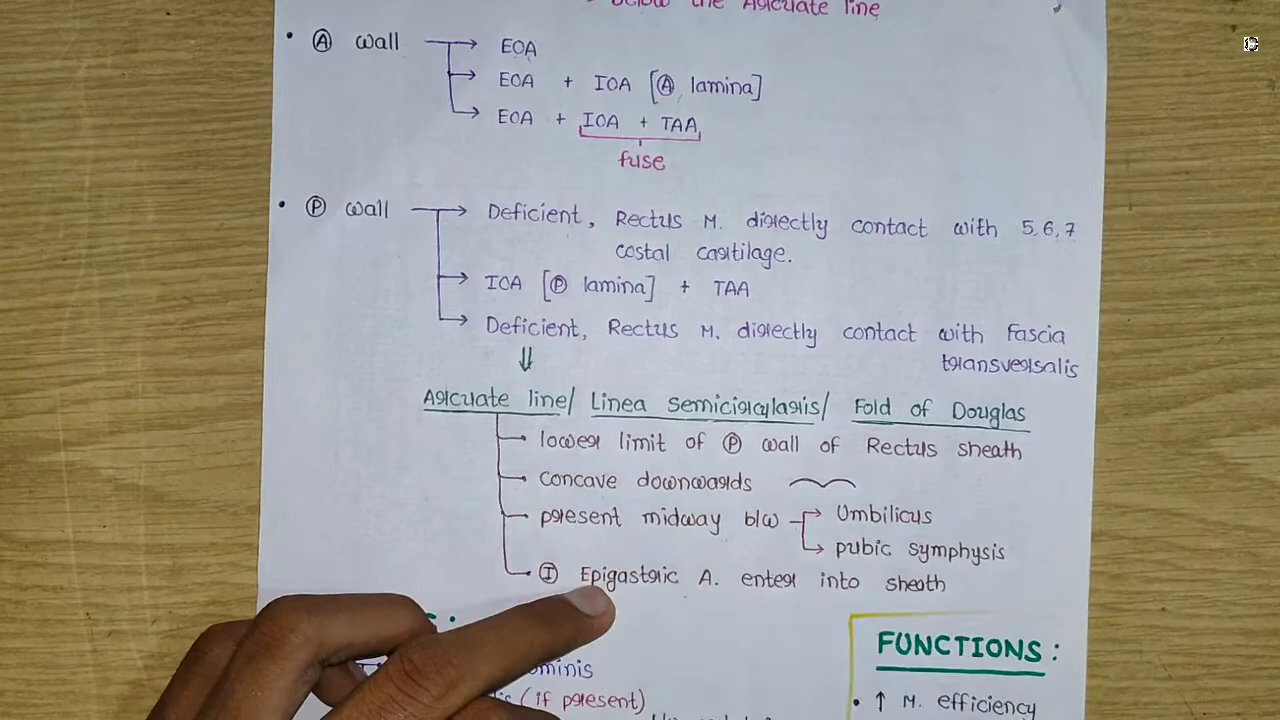 below the Arcuate line
• Ⓐ wall → EOA
→ EOA + IOA [Ⓐ lamina]
→ EOA + IOA + TAA
fuse
• Ⓟ wall → Deficient, Rectus M. directly contact with 5,6,7
costal cartilage.
→ IOA [Ⓟ lamina] + TAA
→ Deficient, Rectus M. directly contact with Fascia
transversalis
⇓
Arcuate line/ Linea semicircularis/ Fold of Douglas
→ lower limit of Ⓟ wall of Rectus sheath
→ concave downwards
→ present midway b/w → Umbilicus
→ pubic symphysis
→ Ⓘ Epigastric A. enter into sheath
FUNCTIONS :
(if present)
• ↑ M. efficiency